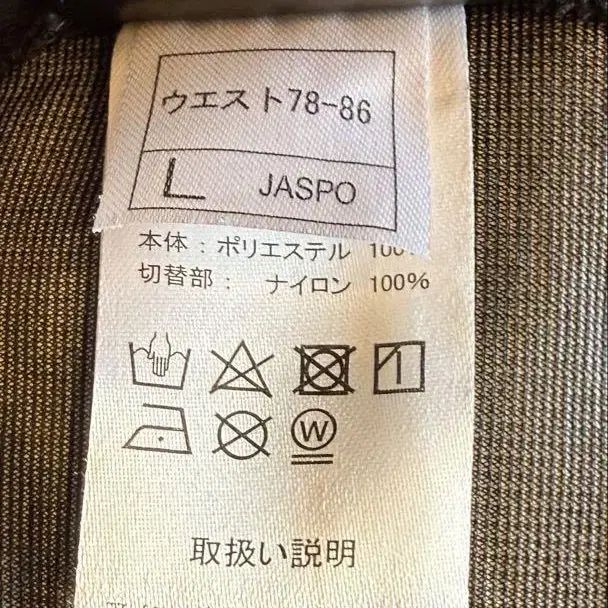 ウエスト78-86
L JASPO
本体：ポリエステル
切替部： ナイロン 100%
W
取扱い説明